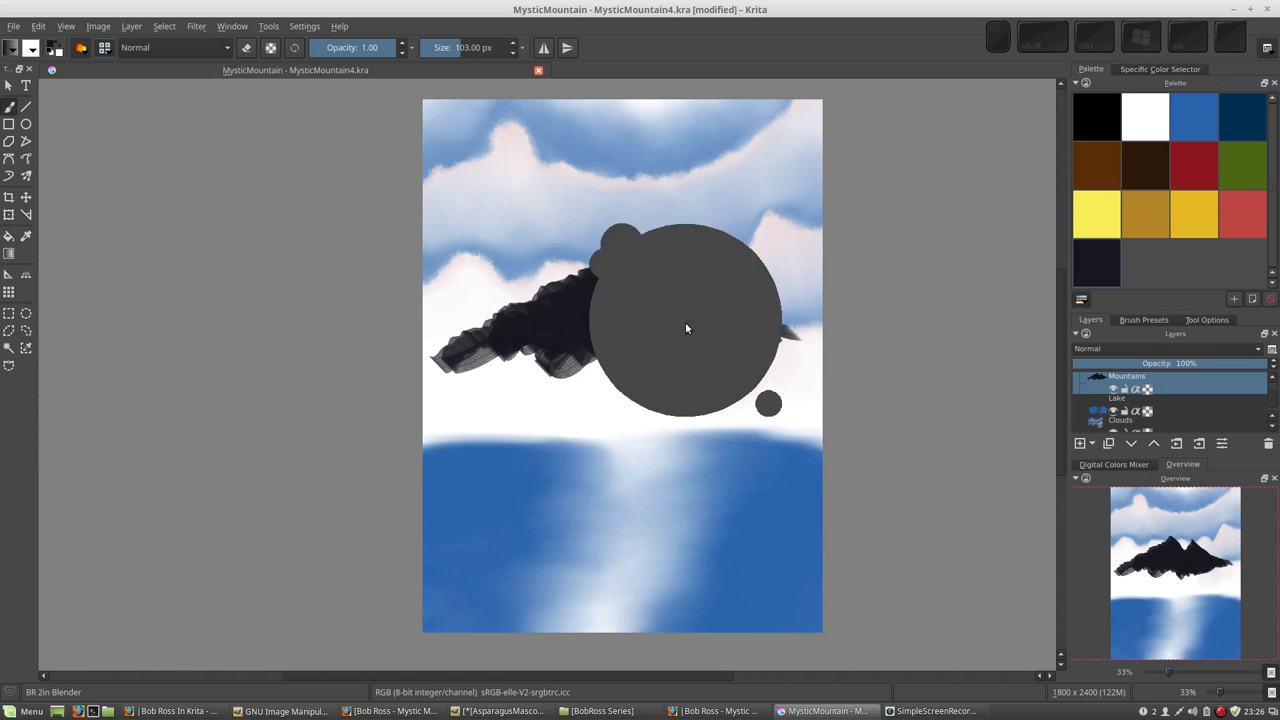 MysticMountain - MysticMountain4.kra [modified] – Krita
File Edit View Image Layer Select Filter Window Tools Settings Help
Normal Opacity: 1.00 Size: 103.00 px shift ctrl alt
MysticMountain - MysticMountain4.kra
T... Palette Specific Color Selector
Palette
Layers Brush Presets Tool Options
Layers
Normal
Opacity: 100%
Mountains
Lake
Clouds
Digital Colors Mixer Overview
Overview
33%
BR 2in Blender RGB (8-bit integer/channel) sRGB-elle-V2-srgbtrc.icc 1800 x 2400 (122M) 33%
Menu [Bob Ross In Krita - ... GNU Image Manipul... [Bob Ross - Mystic M... [*[AsparagusMasco... [BobRoss Series] [Bob Ross - Mystic ... MysticMountain - M... SimpleScreenRecor... 2 23:26